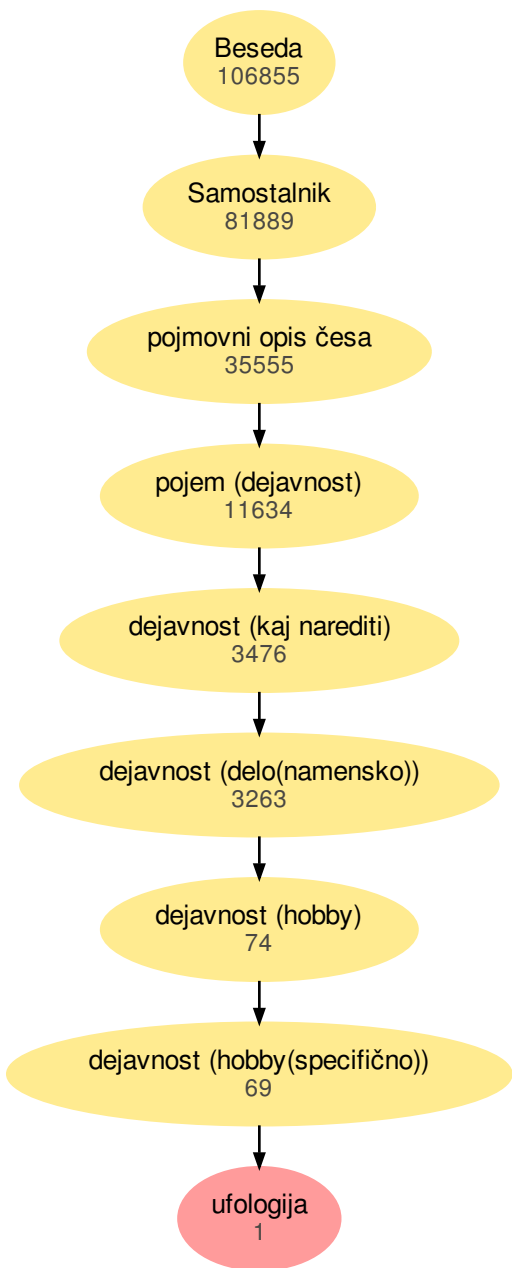 Beseda
106855
Samostalnik
81889
pojmovni opis česa
35555
pojem (dejavnost)
11634
dejavnost (kaj narediti)
3476
dejavnost (delo(namensko))
3263
dejavnost (hobby)
74
dejavnost (hobby(specifično))
69
ufologija
1